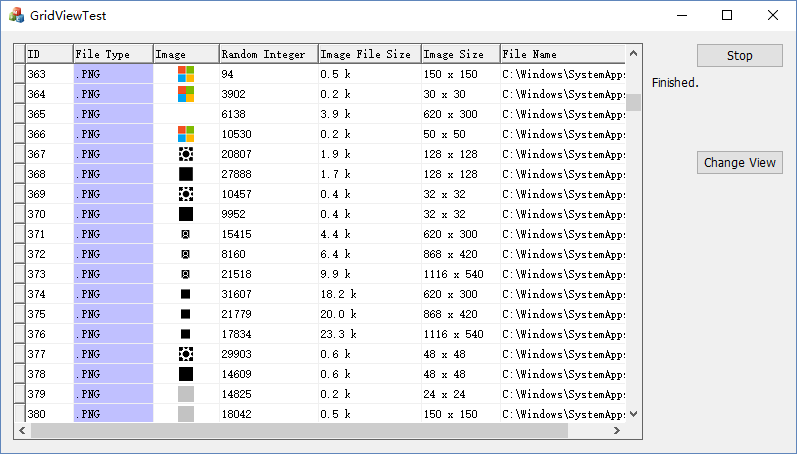 GridViewTest
ID File Type Image Random Integer Image File Size Image Size File Name
363 .PNG 94 0.5 k 150 x 150 C:\Windows\SystemApps
364 .PNG 3902 0.2 k 30 x 30 C:\Windows\SystemApps
365 .PNG 6138 3.9 k 620 x 300 C:\Windows\SystemApps
366 .PNG 10530 0.2 k 50 x 50 C:\Windows\SystemApps
367 .PNG 20807 1.9 k 128 x 128 C:\Windows\SystemApps
368 .PNG 27888 1.7 k 128 x 128 C:\Windows\SystemApps
369 .PNG 10457 0.4 k 32 x 32 C:\Windows\SystemApps
370 .PNG 9952 0.4 k 32 x 32 C:\Windows\SystemApps
371 .PNG 15415 4.4 k 620 x 300 C:\Windows\SystemApps
372 .PNG 8160 6.4 k 868 x 420 C:\Windows\SystemApps
373 .PNG 21518 9.9 k 1116 x 540 C:\Windows\SystemApps
374 .PNG 31607 18.2 k 620 x 300 C:\Windows\SystemApps
375 .PNG 21779 20.0 k 868 x 420 C:\Windows\SystemApps
376 .PNG 17834 23.3 k 1116 x 540 C:\Windows\SystemApps
377 .PNG 29903 0.6 k 48 x 48 C:\Windows\SystemApps
378 .PNG 14609 0.6 k 48 x 48 C:\Windows\SystemApps
379 .PNG 14825 0.2 k 24 x 24 C:\Windows\SystemApps
380 .PNG 18042 0.5 k 150 x 150 C:\Windows\SystemApps
Stop
Finished.
Change View